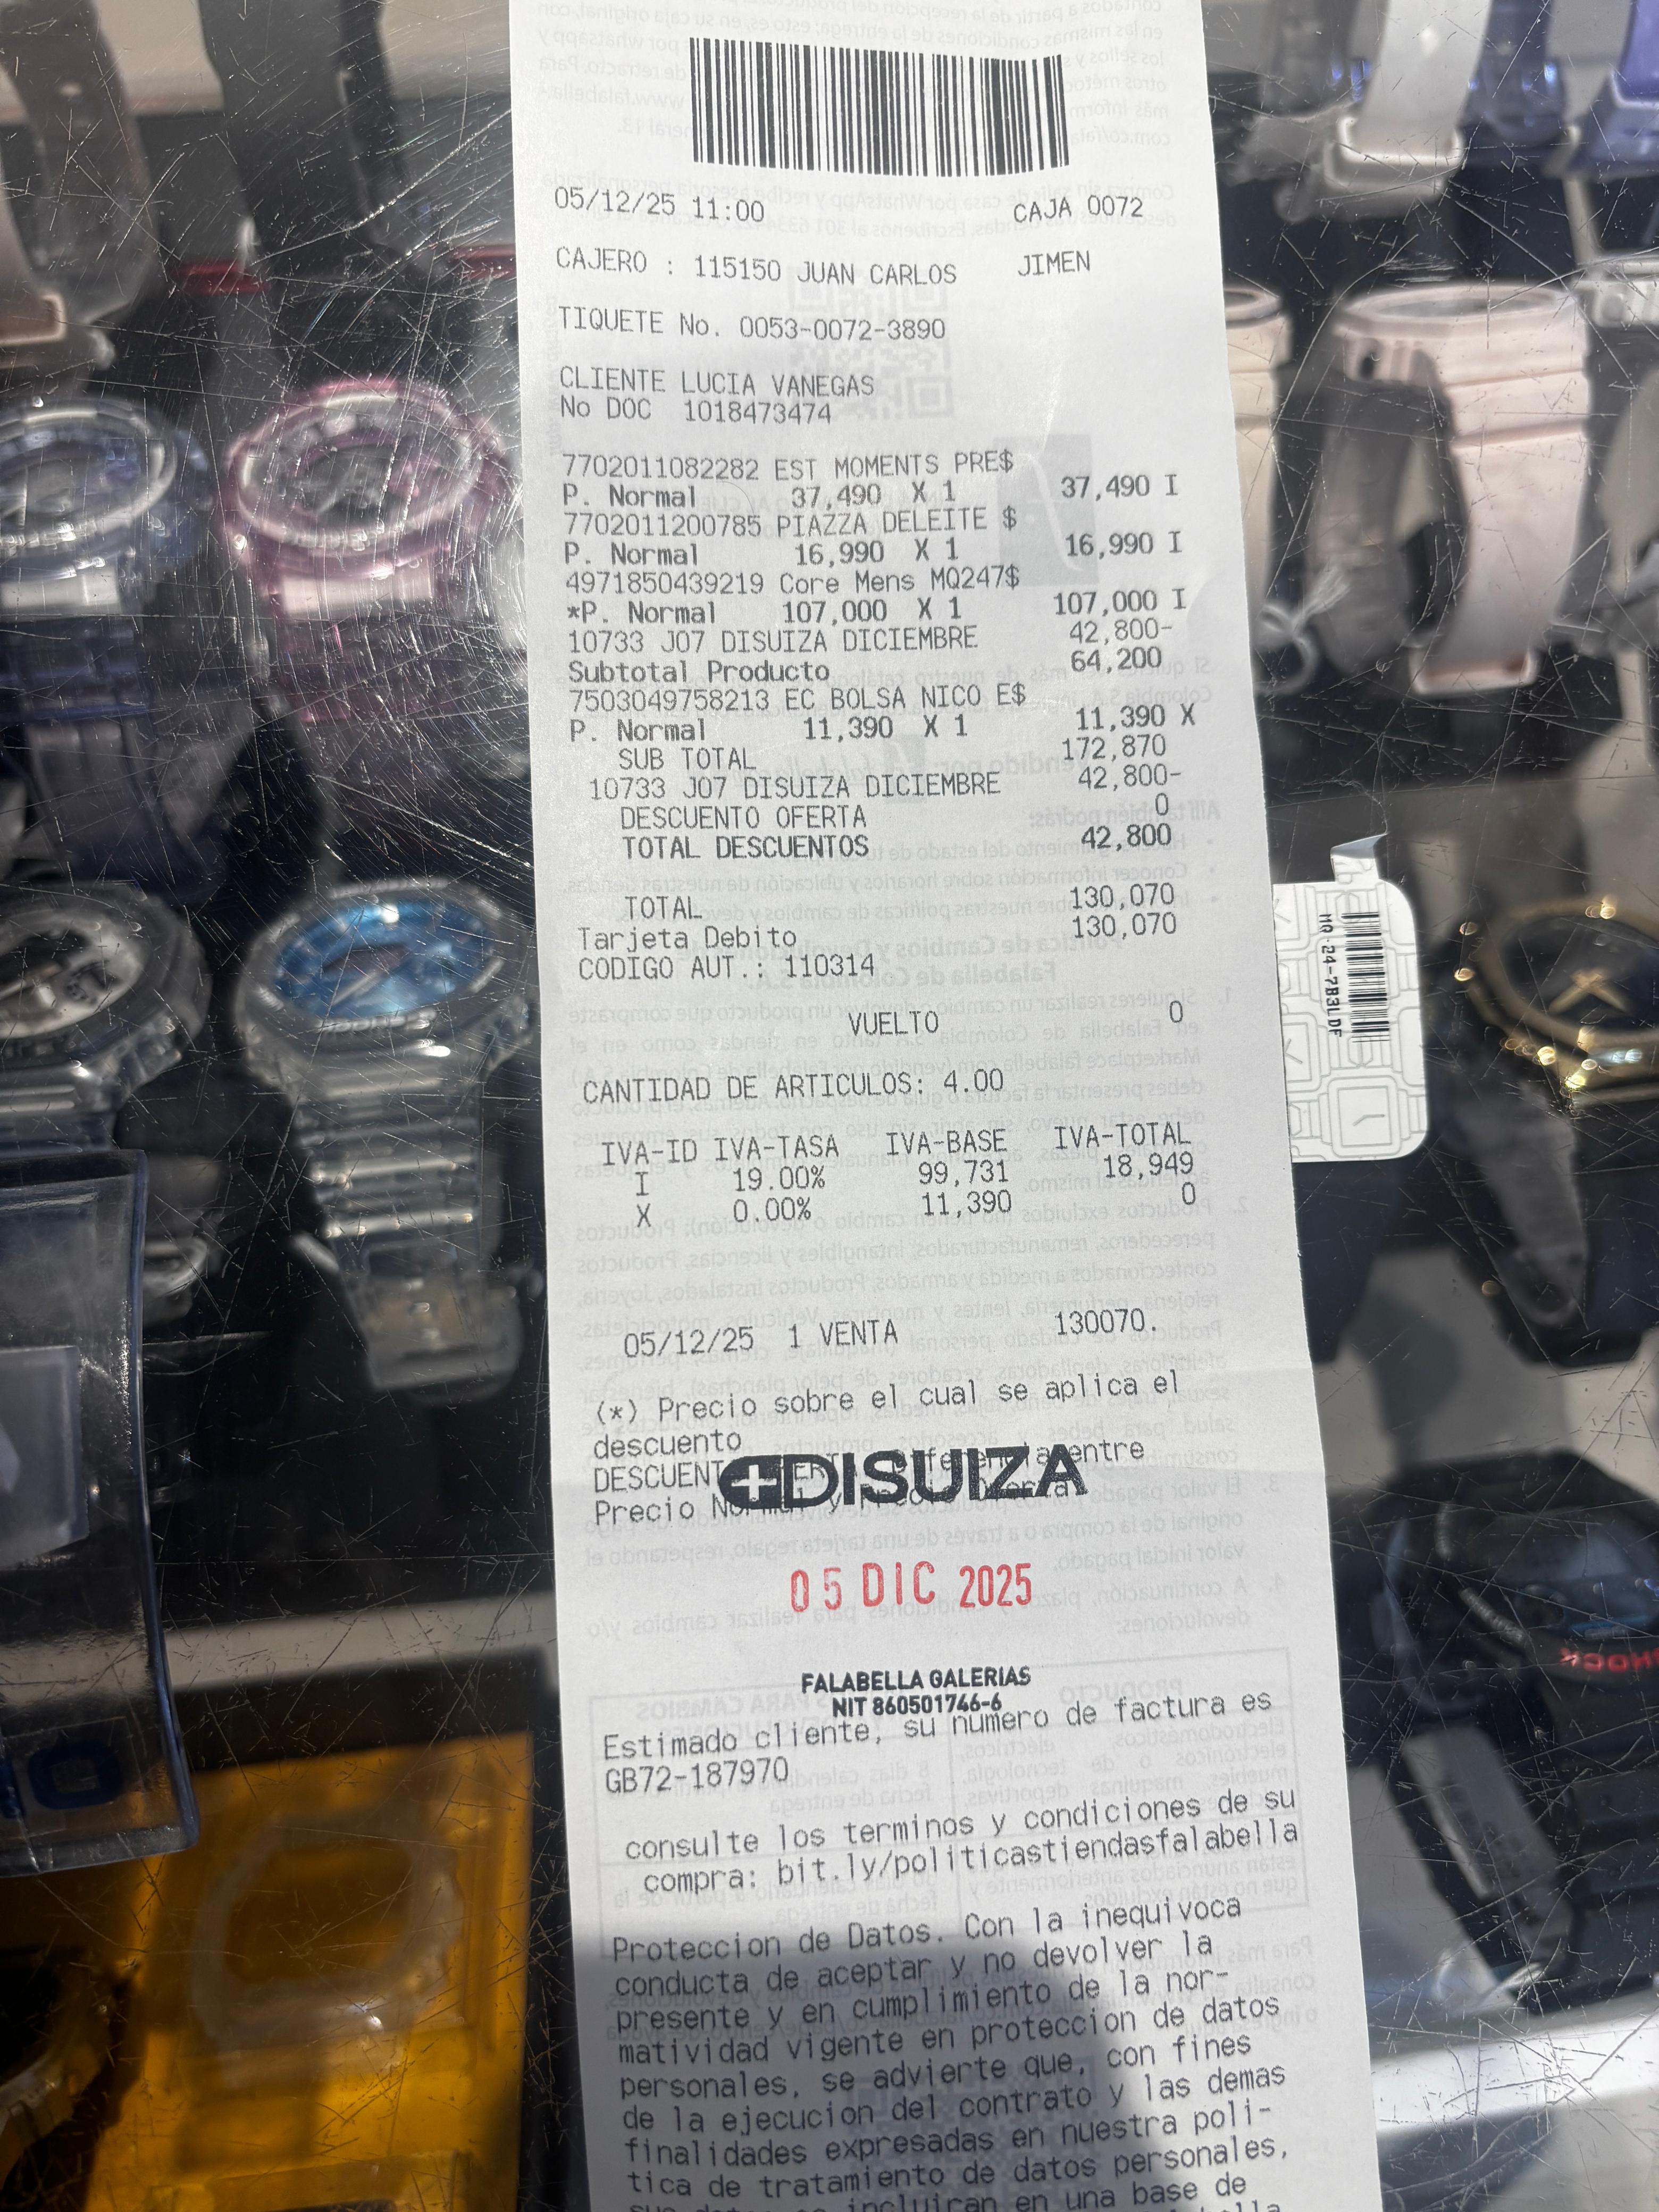 05/12/25 11:00 CAJA 0072
CAJERO : 115150 JUAN CARLOS JIMEN
TIQUETE No. 0053-0072-3890
CLIENTE LUCIA VANEGAS
No DOC 1018473474
7702011082282 EST MOMENTS PRE$
P. Normal 37,490 X 1 37,490 I
7702011200785 PIAZZA DELEITE $
P. Normal 16,990 X 1 16,990 I
4971850439219 Core Mens MQ247$
*P. Normal 107,000 X 1 107,000 I
10733 J07 DISUIZA DICIEMBRE 42,800-
Subtotal Producto 64,200
7503049758213 EC BOLSA NICO E$
P. Normal 11,390 X 1 11,390 X
SUB TOTAL 172,870
10733 J07 DISUIZA DICIEMBRE 42,800-
DESCUENTO OFERTA 0
TOTAL DESCUENTOS 42,800
TOTAL 130,070
Tarjeta Debito 130,070
CODIGO AUT.: 110314
VUELTO 0
CANTIDAD DE ARTICULOS: 4.00
IVA-ID IVA-TASA IVA-BASE IVA-TOTAL
I 19.00% 99,731 18,949
X 0.00% 11,390 0
05/12/25 1 VENTA 130070.
(*) Precio sobre el cual se aplica el
descuento
DESCUENT entre
Precio
DISUIZA
05 DIC 2025
FALABELLA GALERIAS
NIT 860501746-6
Estimado cliente, su numero de factura es
GB72-187970
consulte los terminos y condiciones de su
compra: bit.ly/politicastiendasfalabella
Proteccion de Datos. Con la inequivoca
conducta de aceptar y no devolver la
presente y en cumplimiento de la nor-
matividad vigente en proteccion de datos
personales, se advierte que, con fines
de la ejecucion del contrato y las demas
finalidades expresadas en nuestra poli-
tica de tratamiento de datos personales,
incluiran en una base de
MQ-24-7B3LDF